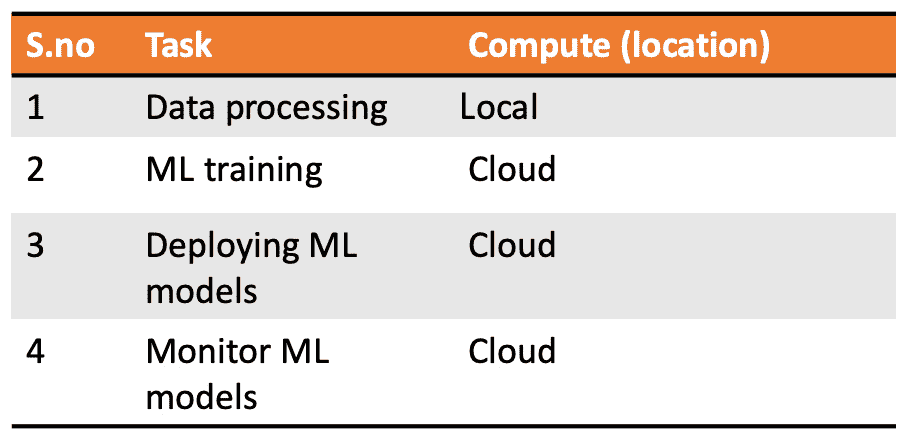 S.no Task Compute (location)
1 Data processing Local
2 ML training Cloud
3 Deploying ML Cloud
models
4 Monitor ML Cloud
models